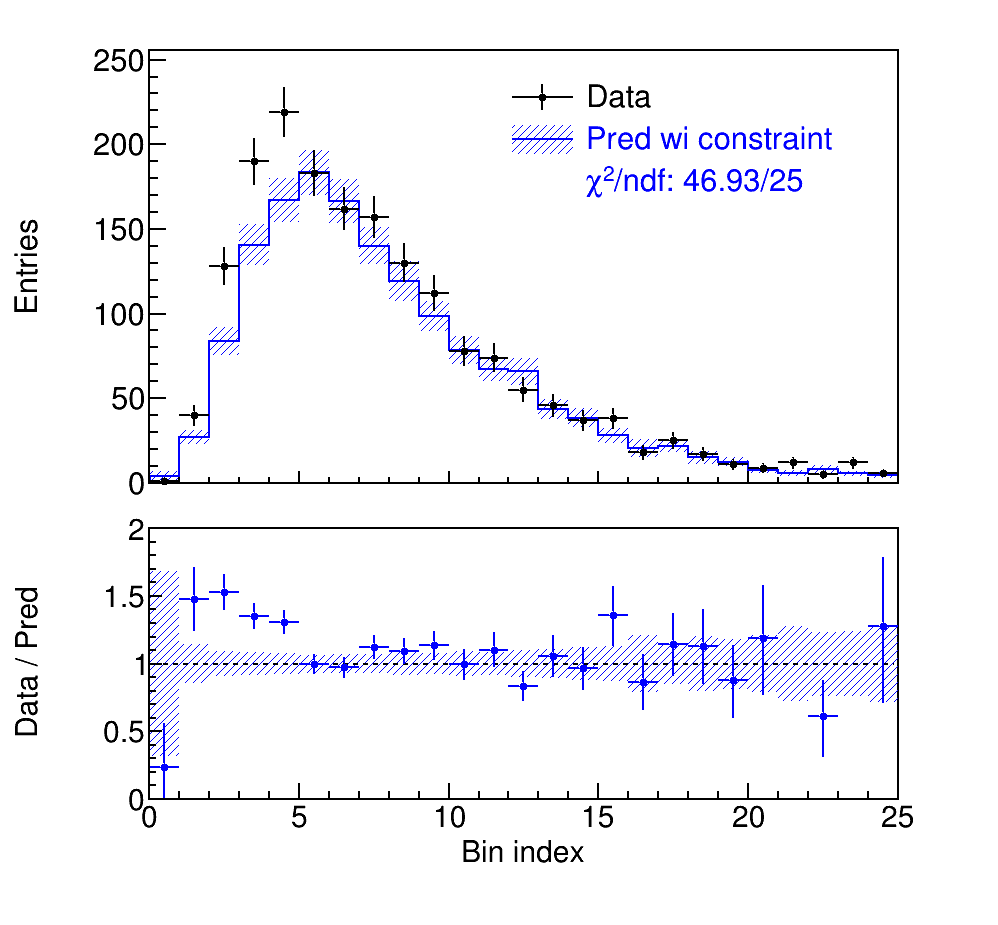 250
200
150
100
50
0
Entries
Data
Pred wi constraint
χ²/ndf: 46.93/25
2
1.5
1
0.5
0
Data / Pred
0 5 10 15 20 25
Bin index